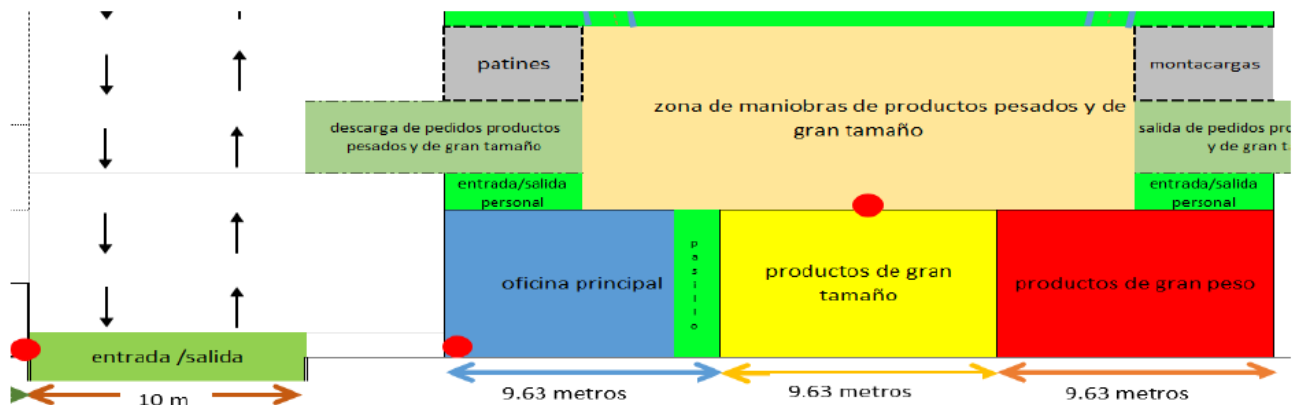 patines
montacargas
zona de maniobras de productos pesados y de
gran tamaño
descarga de pedidos productos
pesados y de gran tamaño
salida de pedidos pro
y de gran t
entrada/salida
personal
entrada/salida
personal
oficina principal
pasillo
productos de gran
tamaño
productos de gran peso
entrada /salida
10 m
9.63 metros
9.63 metros
9.63 metros